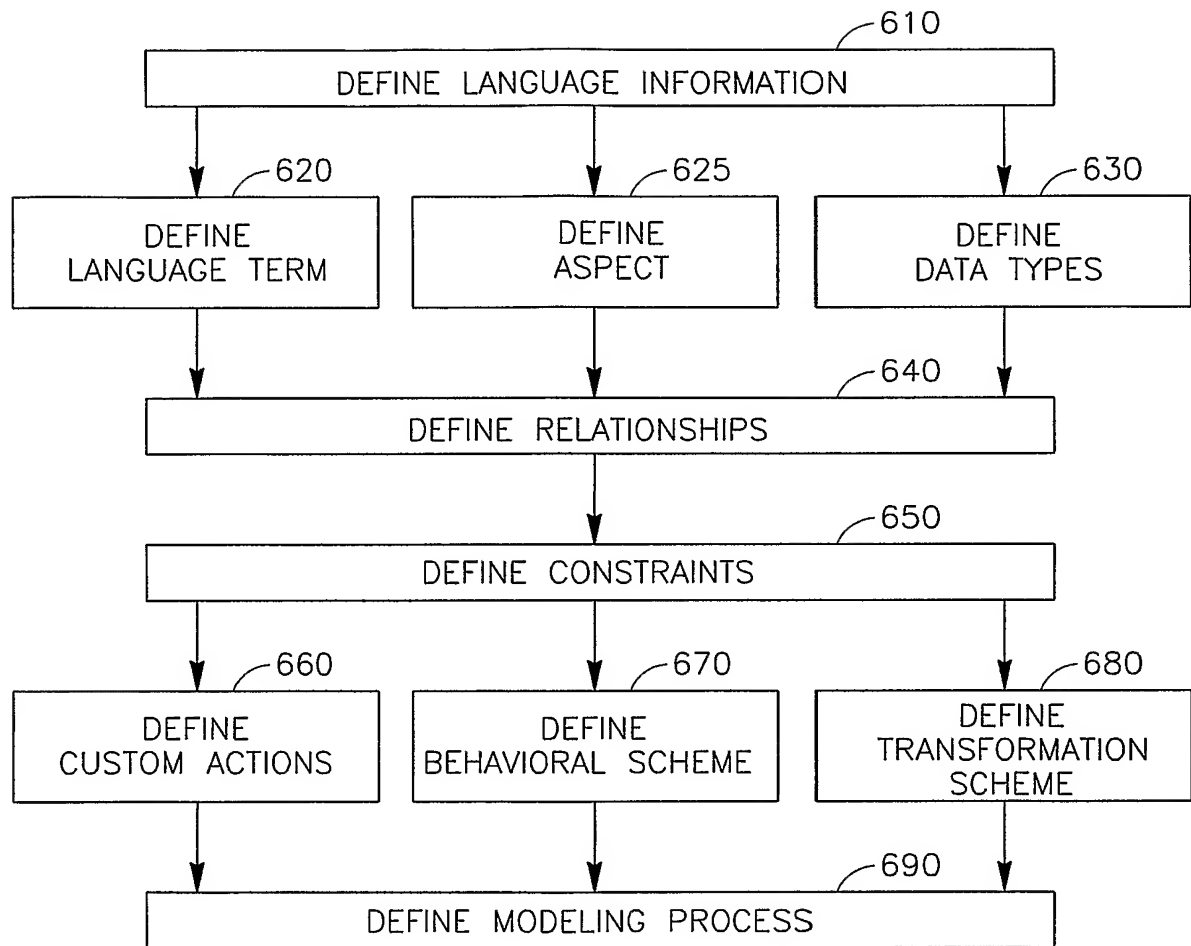 610
DEFINE LANGUAGE INFORMATION
620
625
630
DEFINE
LANGUAGE TERM
DEFINE
ASPECT
DEFINE
DATA TYPES
640
DEFINE RELATIONSHIPS
650
DEFINE CONSTRAINTS
660
670
680
DEFINE
CUSTOM ACTIONS
DEFINE
BEHAVIORAL SCHEME
DEFINE
TRANSFORMATION
SCHEME
690
DEFINE MODELING PROCESS